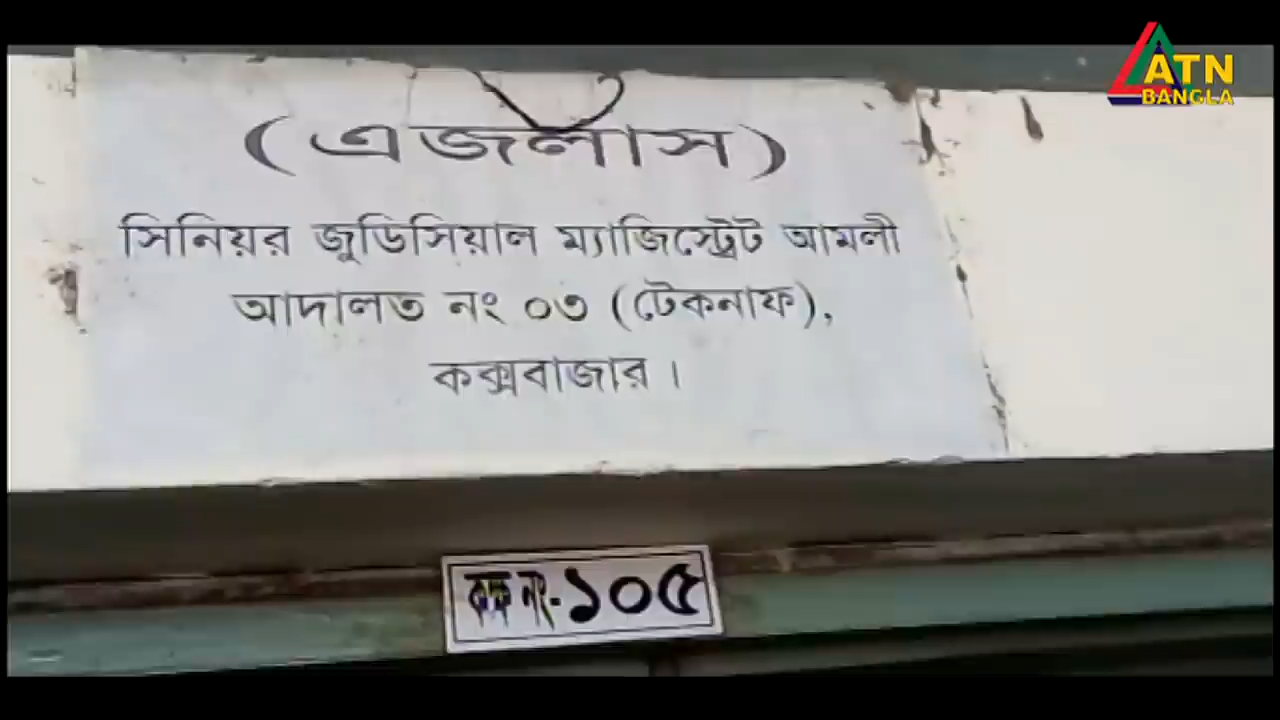 ATN
BANGLA
(এজলাস)
সিনিয়র জুডিসিয়াল ম্যাজিস্ট্রেট আমলী
আদালত নং ০৩ (টেকনাফ),
কক্সবাজার।
কক্ষ নং-১০৫